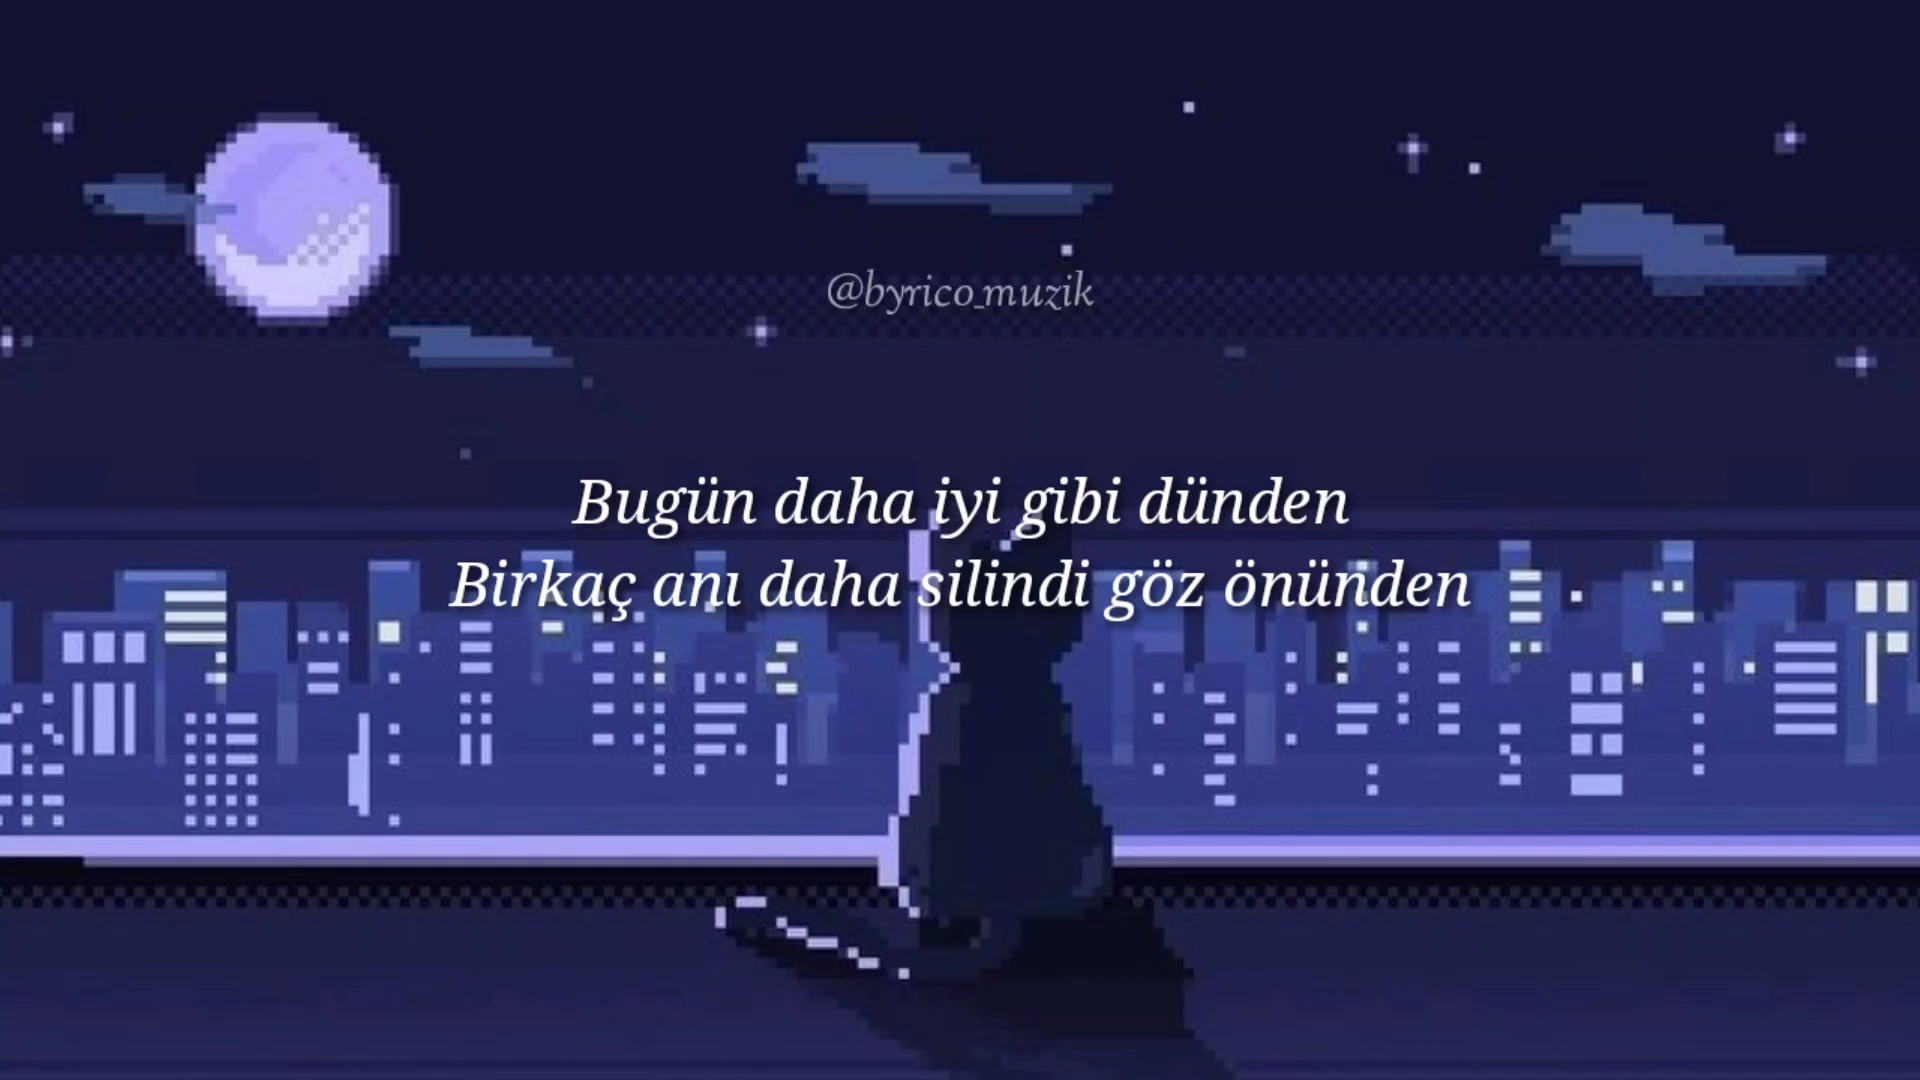 @byrico_muzik
Bugün daha iyi gibi dünden
Birkaç anı daha silindi göz önünden